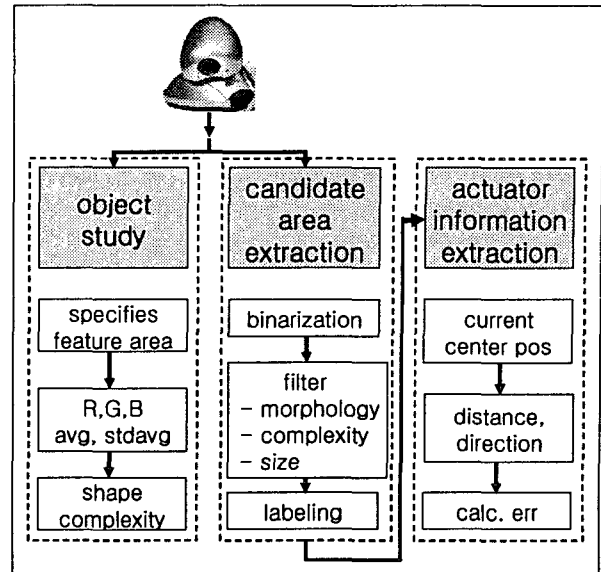 object
study
specifies
feature area
R,G,B
avg, stdavg
shape
complexity
candidate
area
extraction
binarization
filter
- morphology
- complexity
- size
labeling
actuator
information
extraction
current
center pos
distance,
direction
calc. err